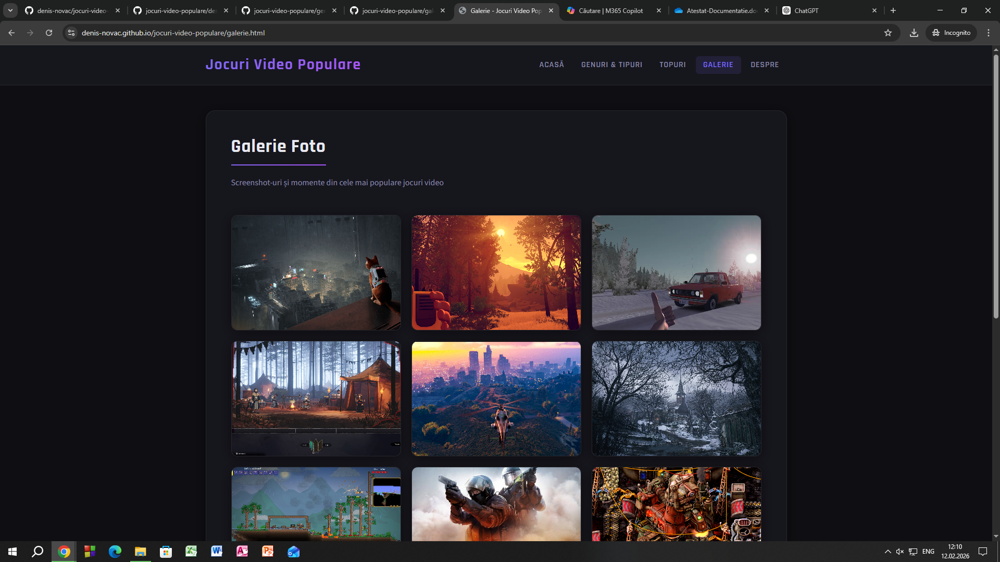 denis-novac/jocuri-video-
jocuri-video-populare/de
jocuri-video-populare/ger
jocuri-video-populare/gal
Galerie - Jocuri Video Pop
Căutare | M365 Copilot
Atestat-Documentatie.do
ChatGPT
denis-novac.github.io/jocuri-video-populare/galerie.html
Incognito
Jocuri Video Populare
ACASĂ
GENURI & TIPURI
TOPURI
GALERIE
DESPRE
Galerie Foto
Screenshot-uri și momente din cele mai populare jocuri video
ENG
12:10
12.02.2026